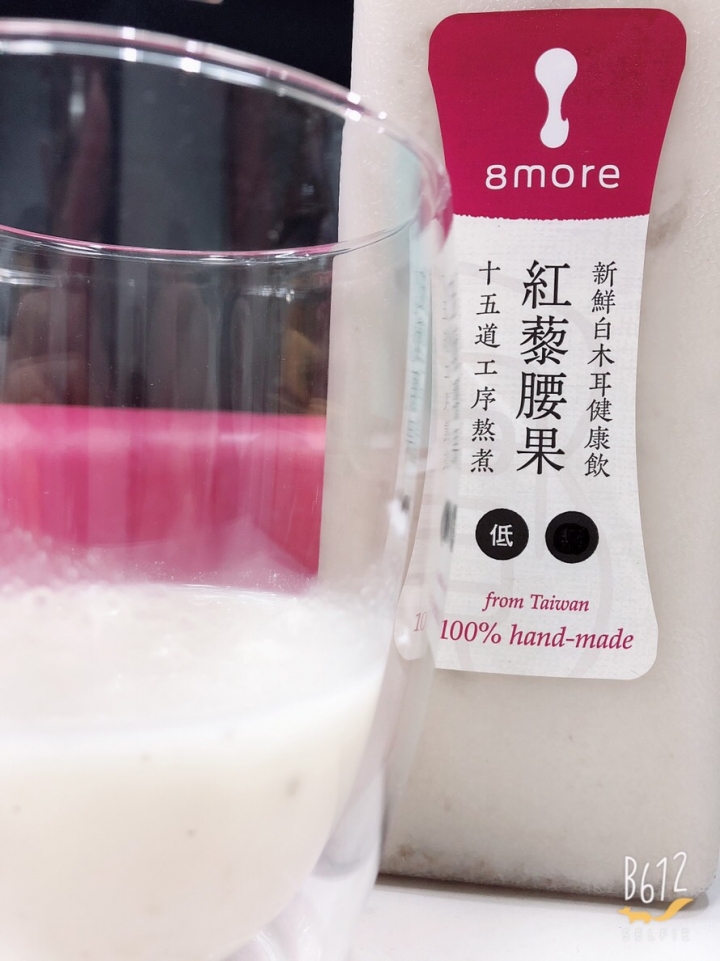 8more
新鮮白木耳健康飲
紅藜腰果
十五道工序熬煮
低
from Taiwan
100% hand-made
B612